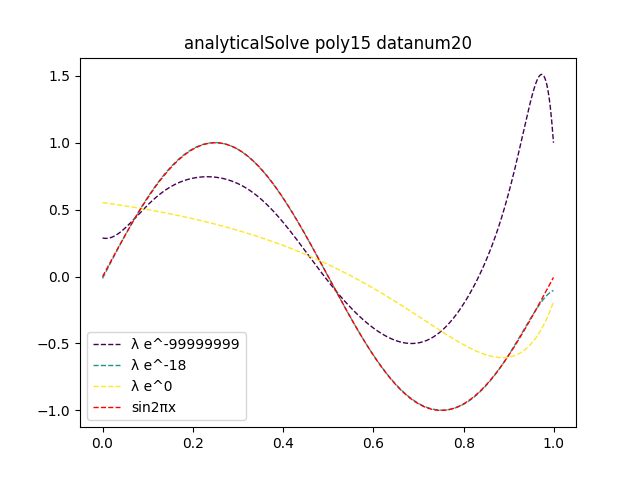 analyticalSolve poly15 datanum20
1.5
1.0
0.5
0.0
−0.5
−1.0
λ e^-99999999
λ e^-18
λ e^0
sin2πx
0.0 0.2 0.4 0.6 0.8 1.0